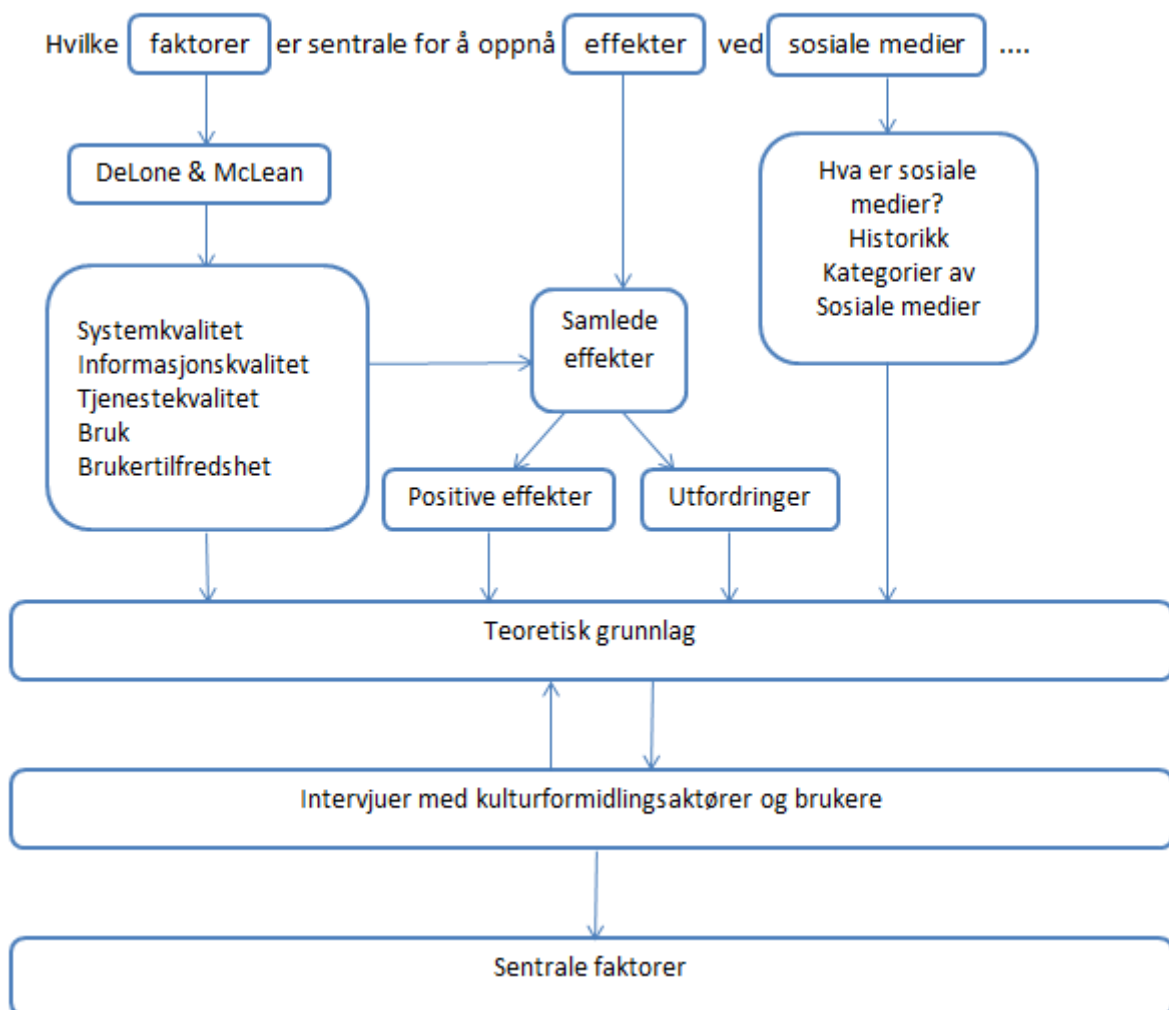 Hvilke faktorer er sentrale for å oppnå effekter ved sosiale medier ....
DeLone & McLean
Hva er sosiale
medier?
Historikk
Kategorier av
Sosiale medier
Systemkvalitet
Informasjonskvalitet
Tjenestekvalitet
Bruk
Brukertilfredshet
Samlede
effekter
Positive effekter
Utfordringer
Teoretisk grunnlag
Intervjuer med kulturformidlingsaktører og brukere
Sentrale faktorer